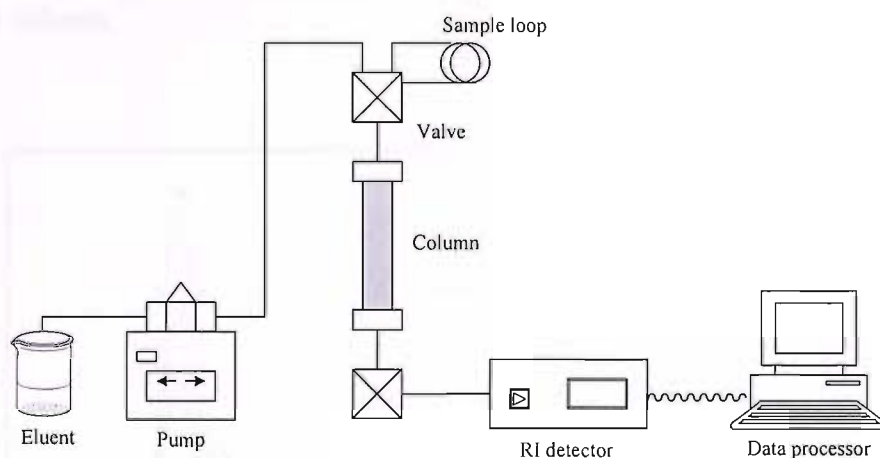 Sample loop
Valve
Column
Eluent
Pump
RI detector
Data processor